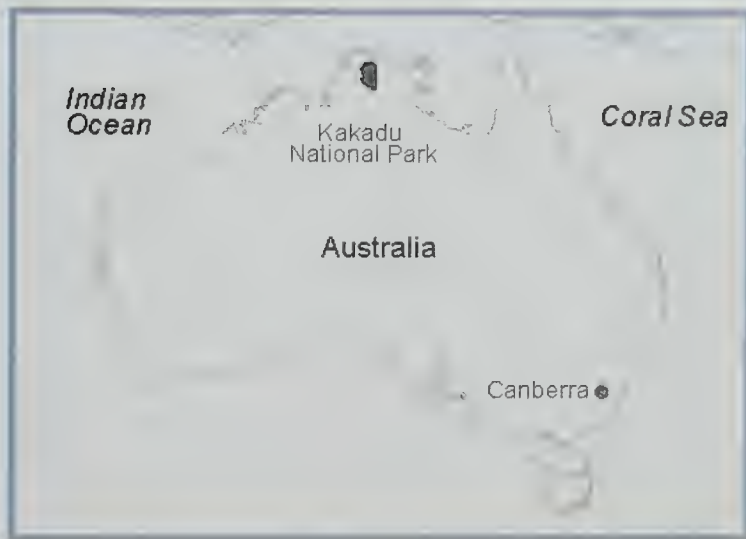 Indian
Ocean
Coral Sea
Kakadu
National Park
Australia
Canberra